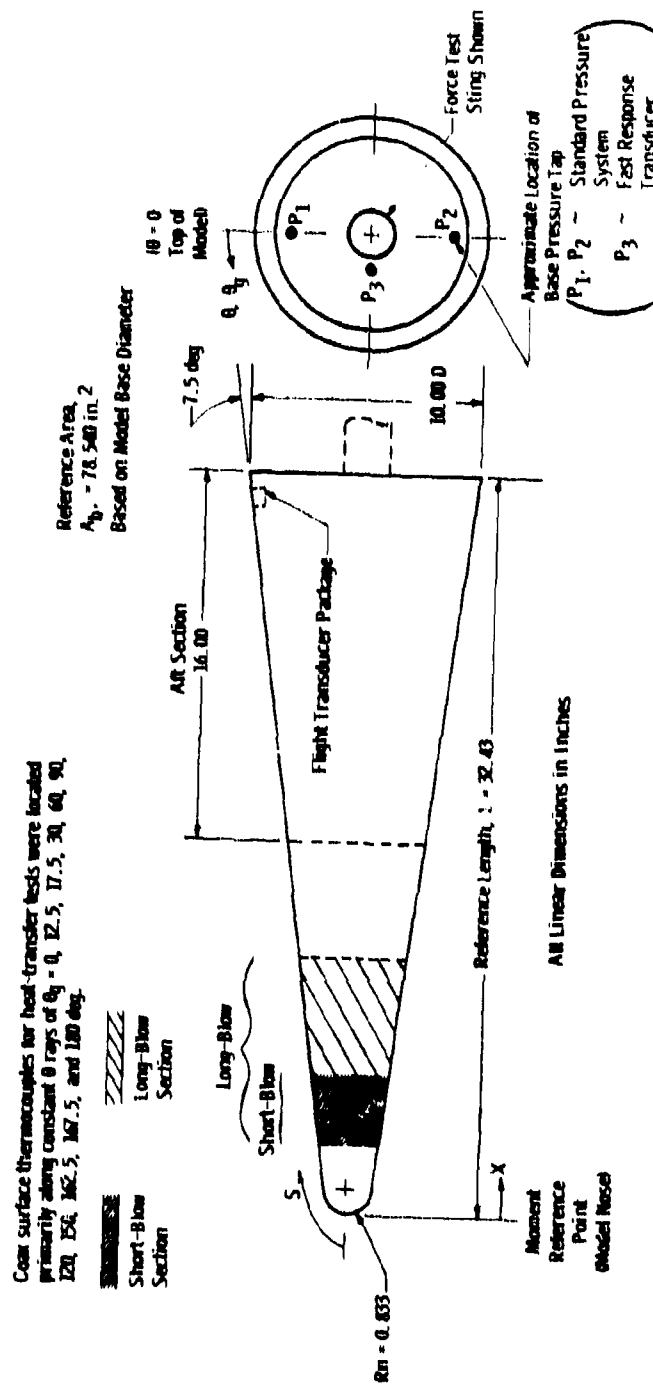 Coax surface thermocouples for heat-transfer tests were located
primarily along constant θ rays of θg = 0, 12.5, 17.5, 30, 60, 90,
120, 150, 162.5, 167.5, and 180 deg.
Short-Blow
Section
Long-Blow
Section
Reference Area,
Ab, = 78.540 in.2
Based on Model Base Diameter
Long-Blow
Short-Blow
S
Aft Section
16.00
7.5 deg
(θ = 0
Top of
Model)
θ, θg
P1
P3
P2
Force Test
Sting Shown
Rn = 0.833
Flight Transducer Package
10.00 D
X
Moment
Reference
Point
(Model Nose)
Reference Length, l = 32.43
All Linear Dimensions in Inches
Approximate Location of
Base Pressure Tap
P1, P2 ~ Standard Pressure
System
P3 ~ Fast Response
Transducer